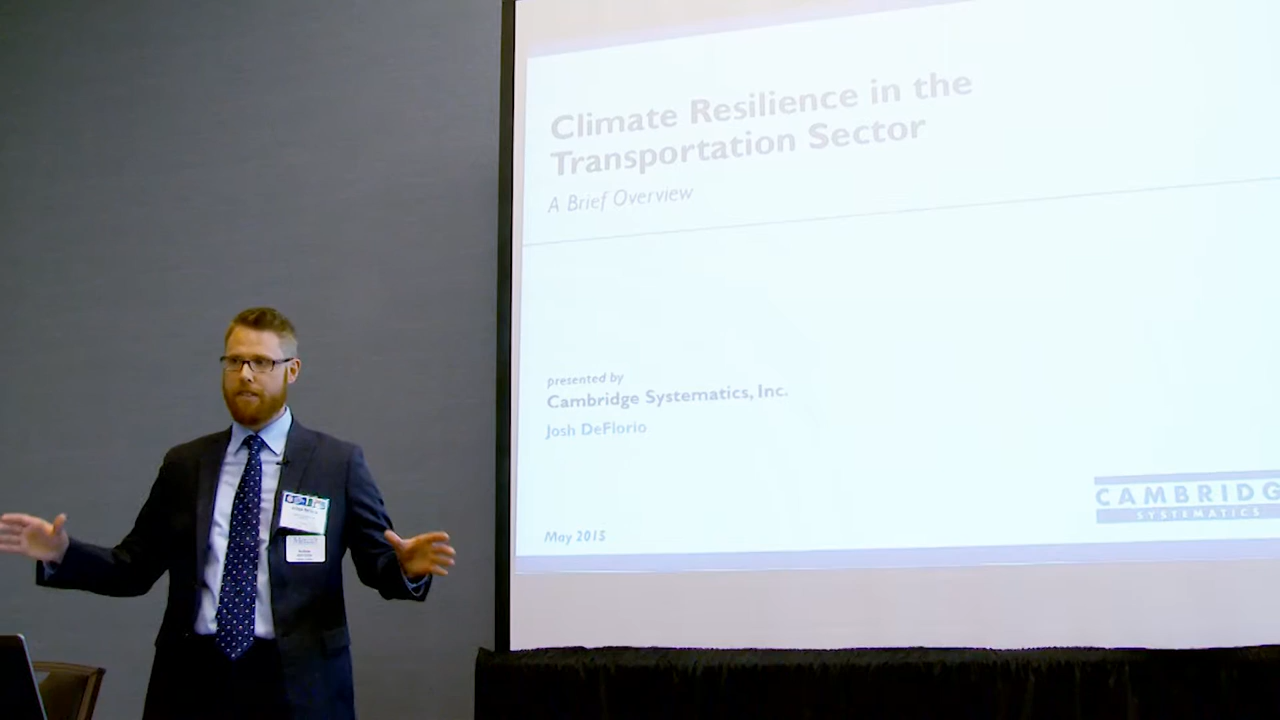 Climate Resilience in the
Transportation Sector
A Brief Overview
presented by
Cambridge Systematics, Inc.
Josh DeFlorio
CAMBRIDG
SYSTEMATICS
May 2015